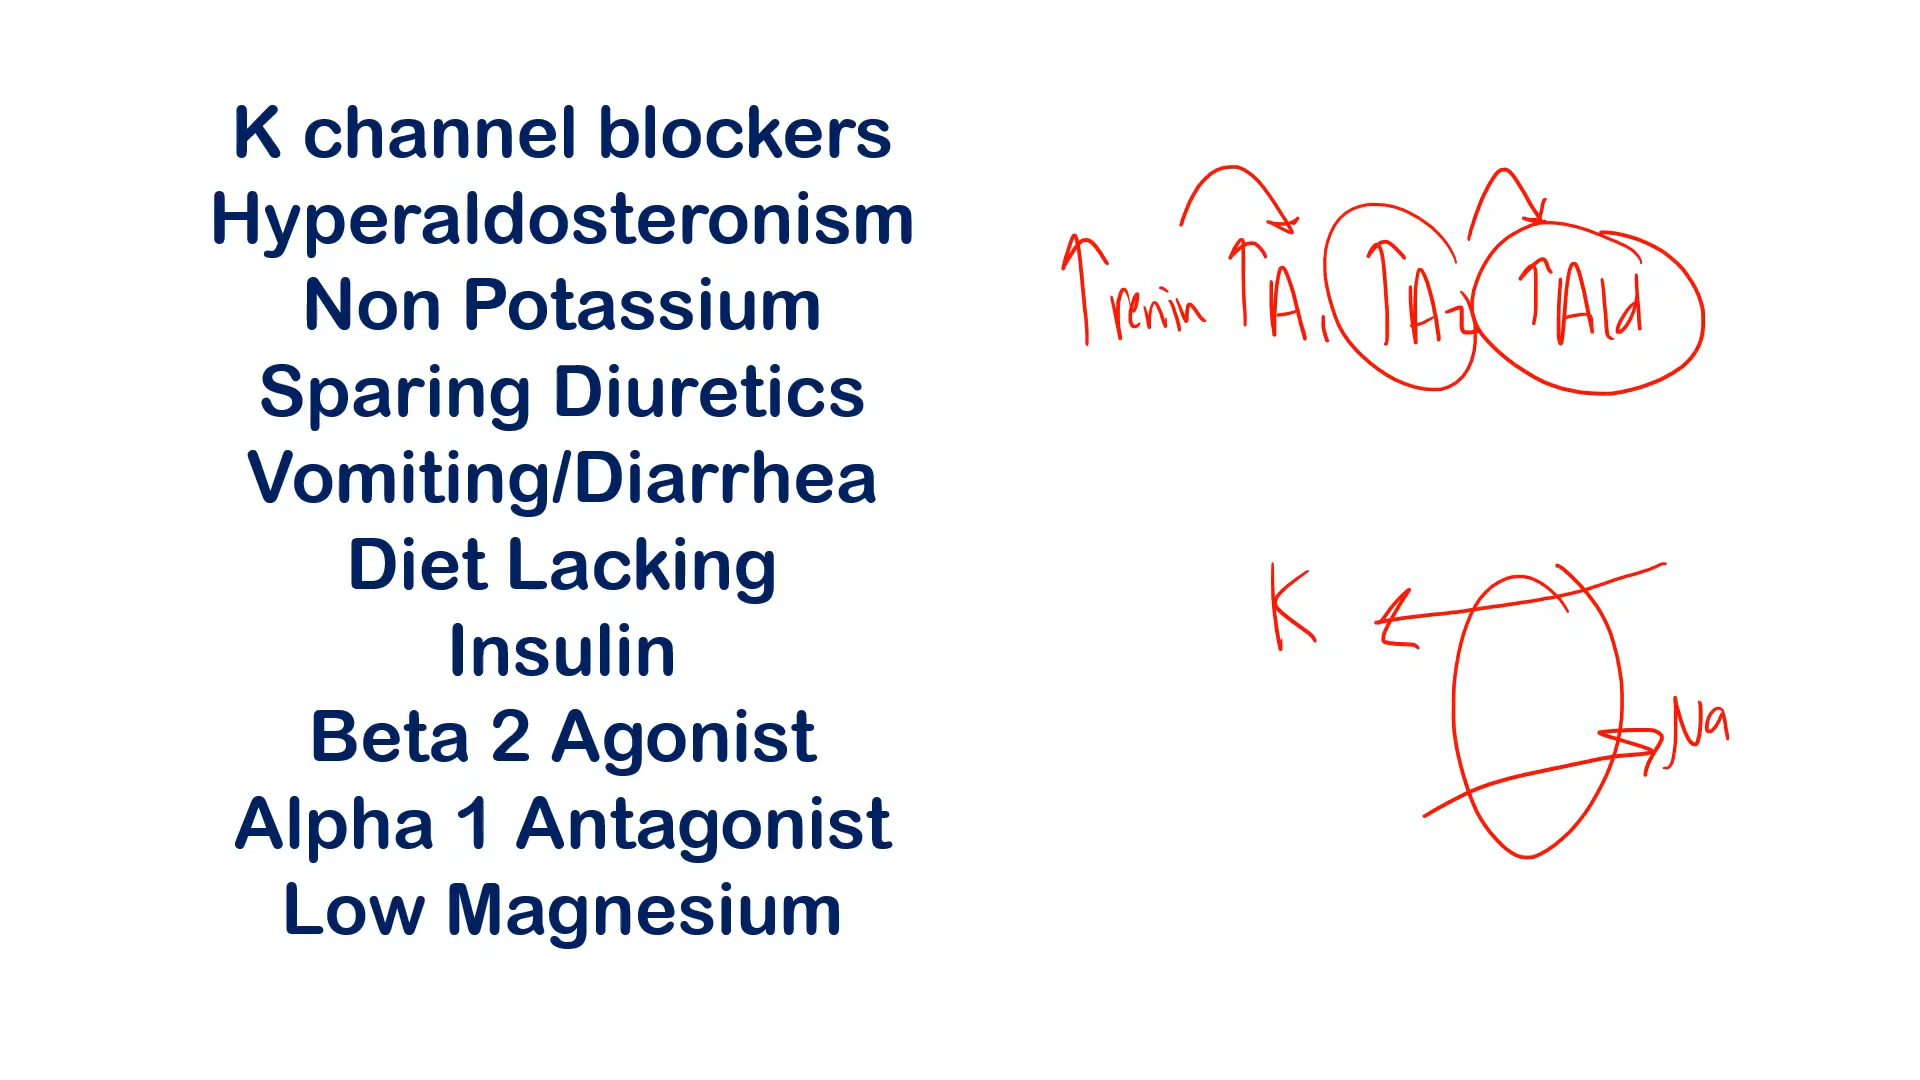 K channel blockers
Hyperaldosteronism
Non Potassium
Sparing Diuretics
Vomiting/Diarrhea
Diet Lacking
Insulin
Beta 2 Agonist
Alpha 1 Antagonist
Low Magnesium
↑renin ↑A1 ↑A2 ↑Ald
K
Na